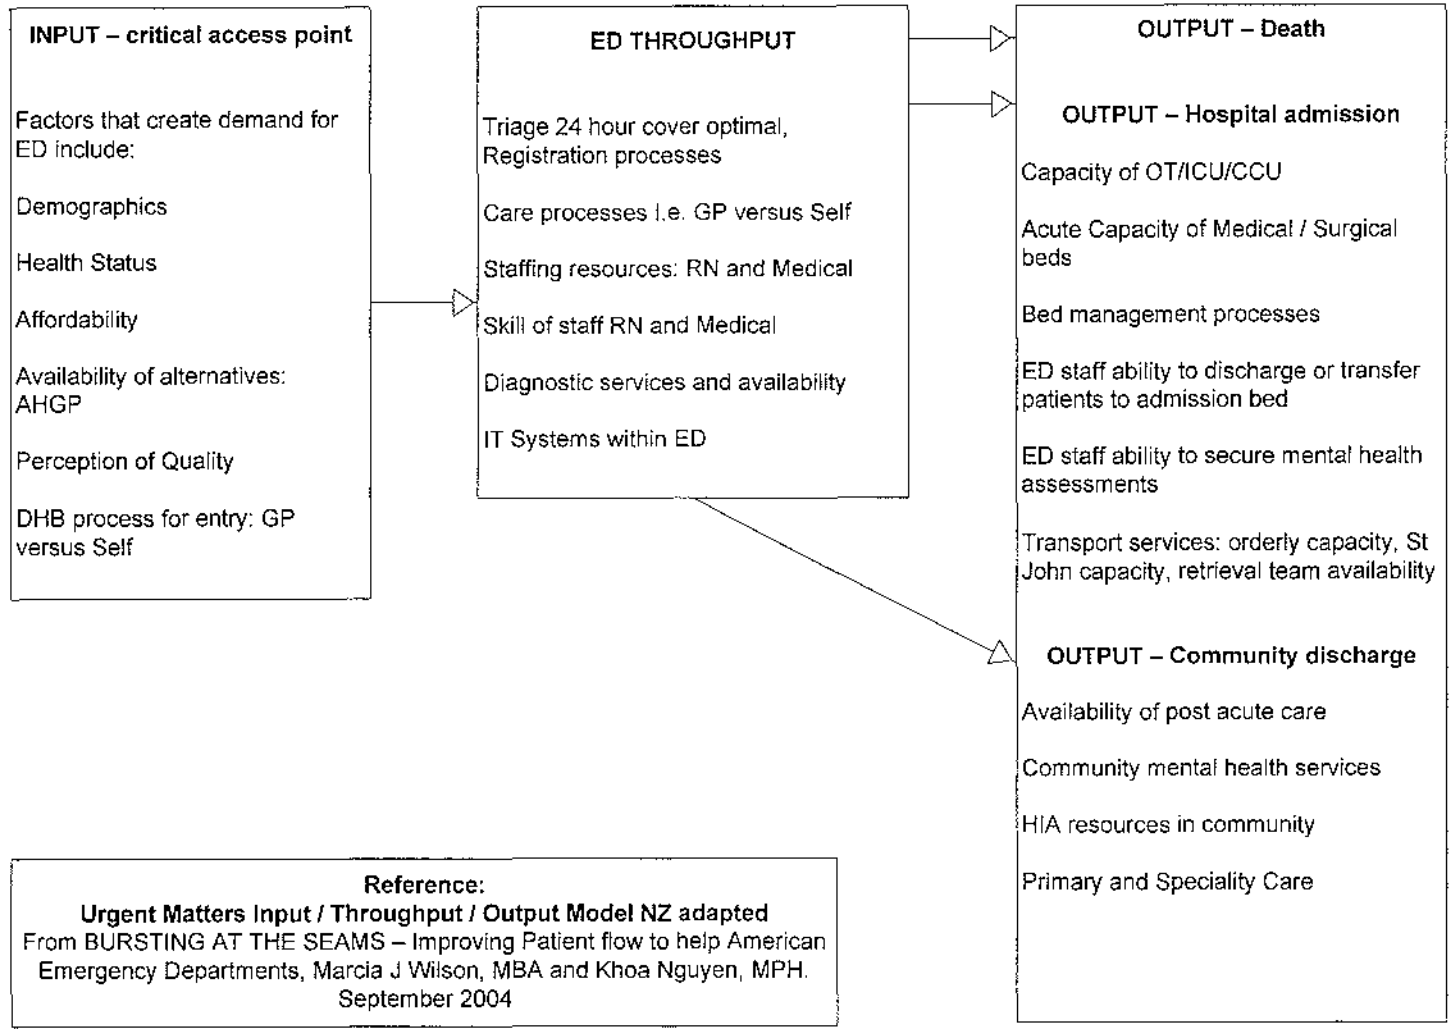 INPUT – critical access point
Factors that create demand for
ED include:
Demographics
Health Status
Affordability
Availability of alternatives:
AHGP
Perception of Quality
DHB process for entry: GP
versus Self
ED THROUGHPUT
Triage 24 hour cover optimal,
Registration processes
Care processes i.e. GP versus Self
Staffing resources: RN and Medical
Skill of staff RN and Medical
Diagnostic services and availability
IT Systems within ED
OUTPUT – Death
OUTPUT – Hospital admission
Capacity of OT/ICU/CCU
Acute Capacity of Medical / Surgical
beds
Bed management processes
ED staff ability to discharge or transfer
patients to admission bed
ED staff ability to secure mental health
assessments
Transport services: orderly capacity, St
John capacity, retrieval team availability
OUTPUT – Community discharge
Availability of post acute care
Community mental health services
HIA resources in community
Primary and Speciality Care
Reference:
Urgent Matters Input / Throughput / Output Model NZ adapted
From BURSTING AT THE SEAMS – Improving Patient flow to help American
Emergency Departments, Marcia J Wilson, MBA and Khoa Nguyen, MPH.
September 2004